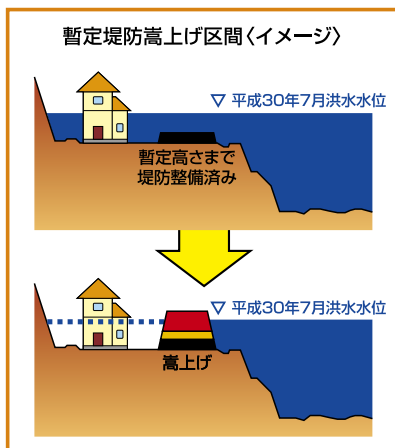 暫定堤防嵩上げ区間〈イメージ〉
▽ 平成30年7月洪水水位
暫定高さまで
堤防整備済み
▽ 平成30年7月洪水水位
嵩上げ